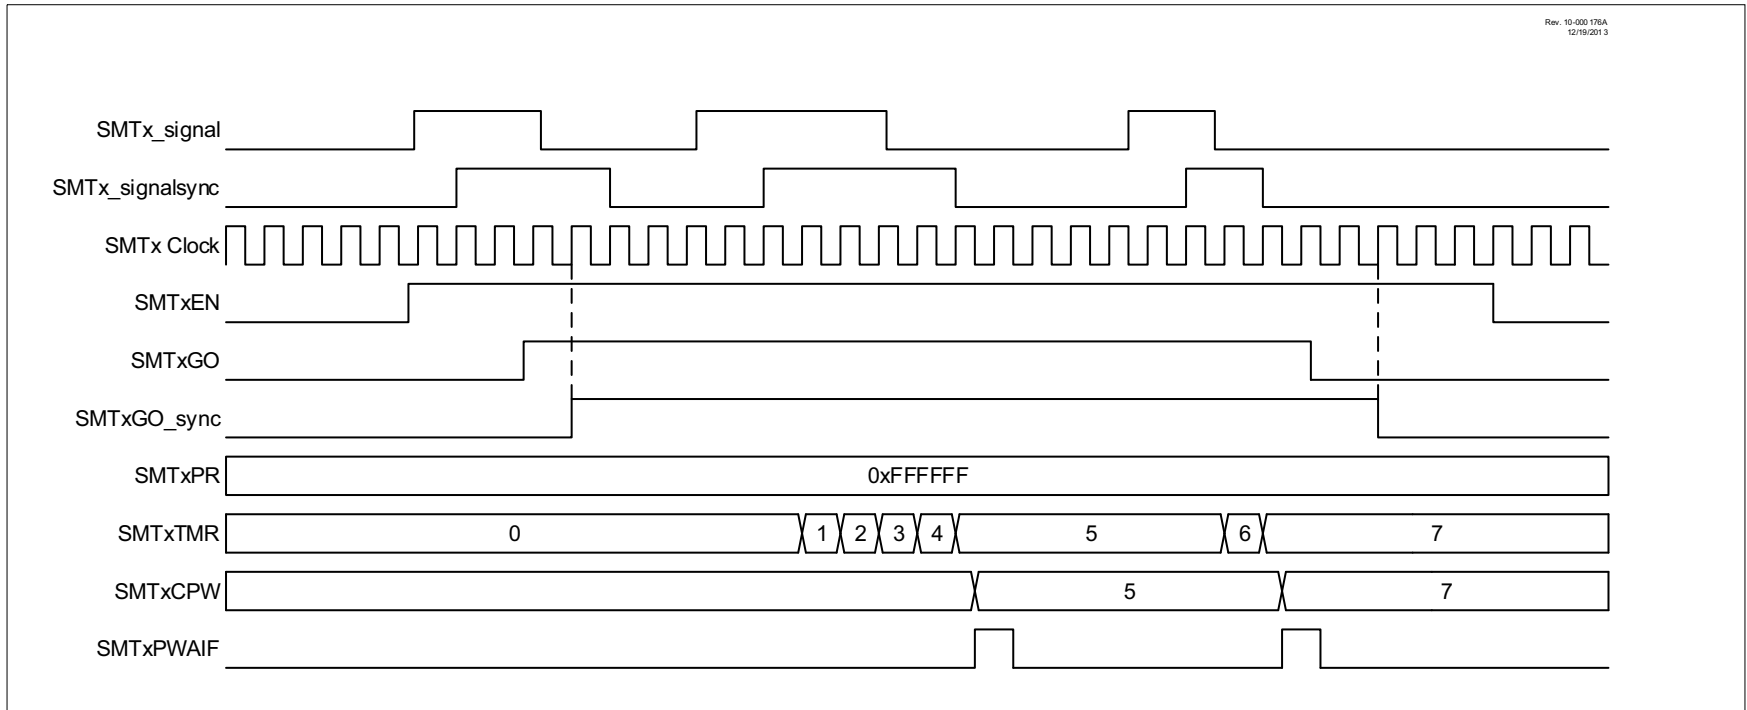 Rev. 10-000 176A
12/19/201 3
SMTx_signal
SMTx_signalsync
SMTx Clock
SMTxEN
SMTxGO
SMTxGO_sync
SMTxPR 0xFFFFFF
SMTxTMR 0 1 2 3 4 5 6 7
SMTxCPW 5 7
SMTxPWAIF